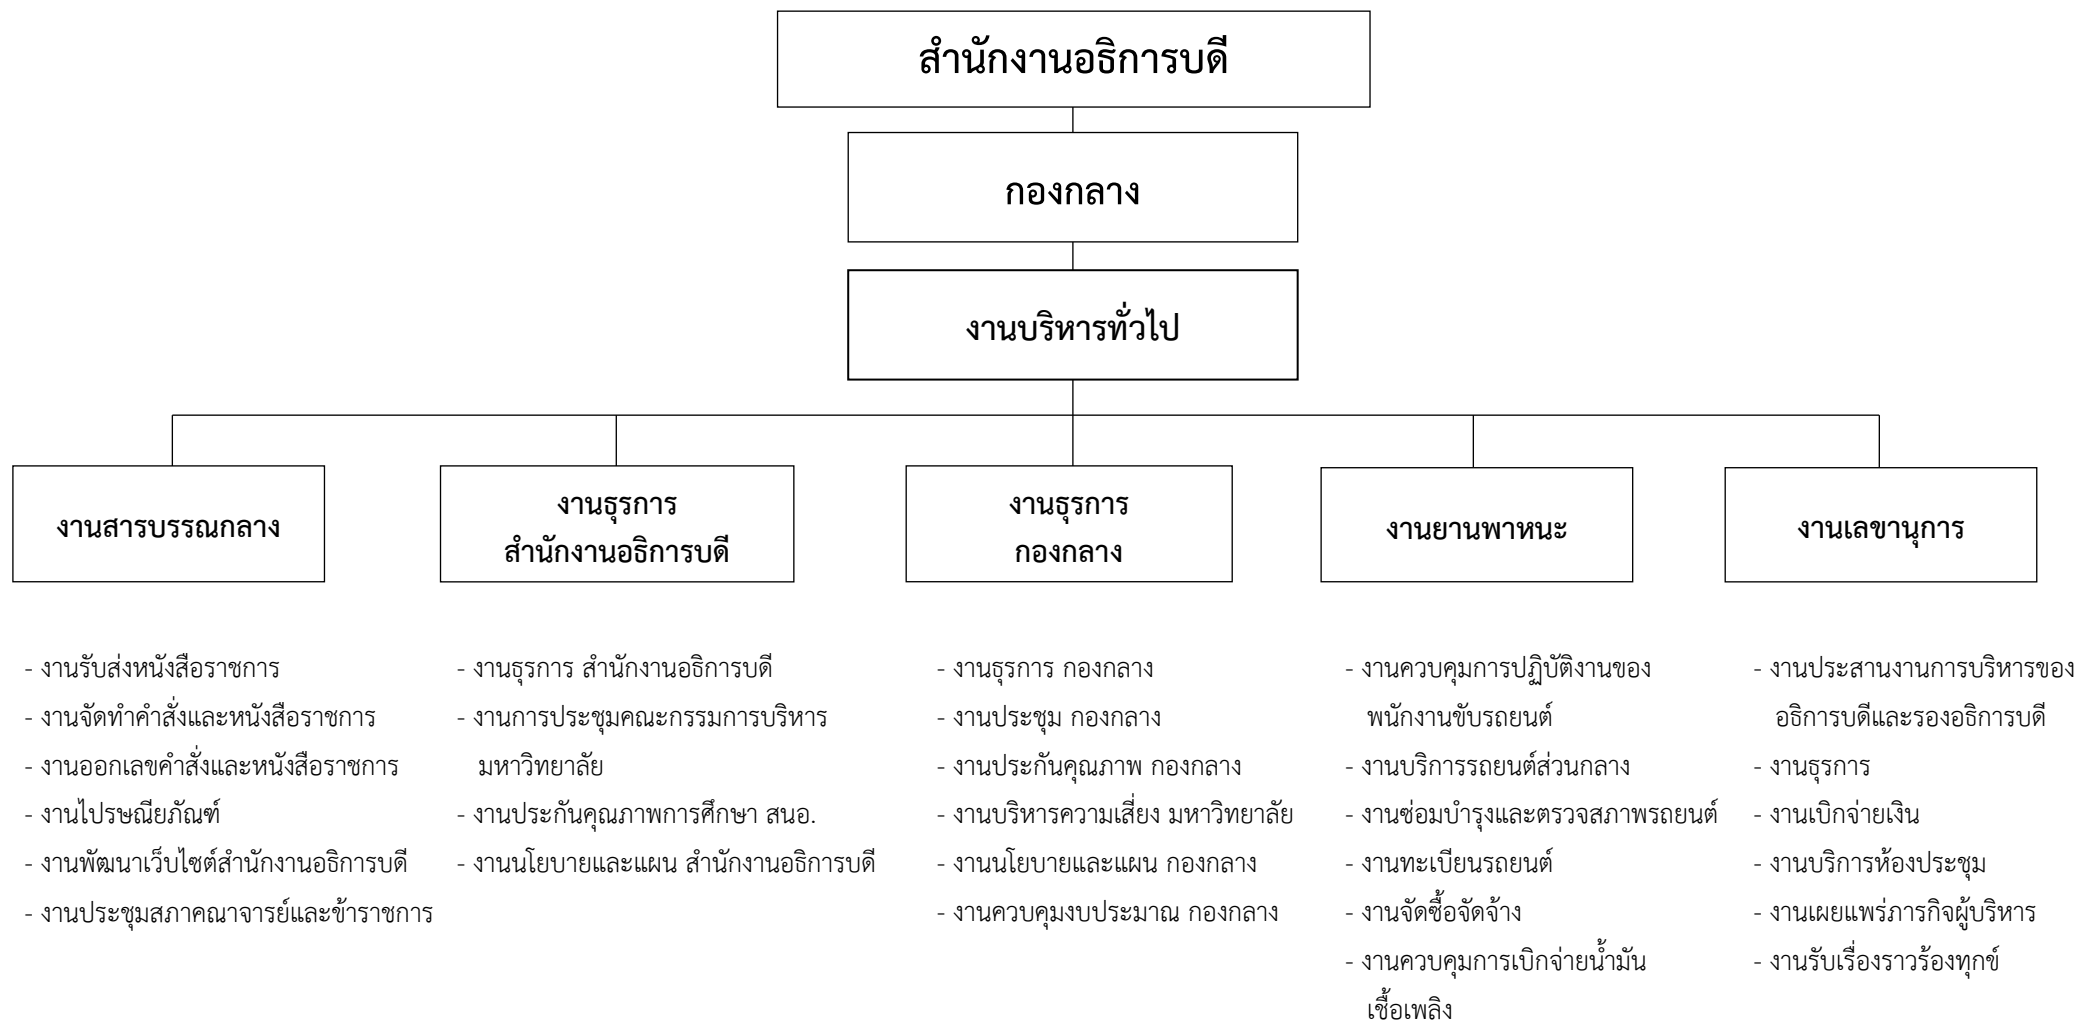 สำนักงานอธิการบดี
กองกลาง
งานบริหารทั่วไป
งานสารบรรณกลาง
งานธุรการ
สำนักงานอธิการบดี
งานธุรการ
กองกลาง
งานยานพาหนะ
งานเลขานุการ
- งานรับส่งหนังสือราชการ
- งานจัดทำคำสั่งและหนังสือราชการ
- งานออกเลขคำสั่งและหนังสือราชการ
- งานไปรษณียภัณฑ์
- งานพัฒนาเว็บไซต์สำนักงานอธิการบดี
- งานประชุมสภาคณาจารย์และข้าราชการ
- งานธุรการ สำนักงานอธิการบดี
- งานการประชุมคณะกรรมการบริหาร
มหาวิทยาลัย
- งานประกันคุณภาพการศึกษา สนอ.
- งานนโยบายและแผน สำนักงานอธิการบดี
- งานธุรการ กองกลาง
- งานประชุม กองกลาง
- งานประกันคุณภาพ กองกลาง
- งานบริหารความเสี่ยง มหาวิทยาลัย
- งานนโยบายและแผน กองกลาง
- งานควบคุมงบประมาณ กองกลาง
- งานควบคุมการปฏิบัติงานของ
พนักงานขับรถยนต์
- งานบริการรถยนต์ส่วนกลาง
- งานซ่อมบำรุงและตรวจสภาพรถยนต์
- งานทะเบียนรถยนต์
- งานจัดซื้อจัดจ้าง
- งานควบคุมการเบิกจ่ายน้ำมัน
เชื้อเพลิง
- งานประสานงานการบริหารของ
อธิการบดีและรองอธิการบดี
- งานธุรการ
- งานเบิกจ่ายเงิน
- งานบริการห้องประชุม
- งานเผยแพร่ภารกิจผู้บริหาร
- งานรับเรื่องราวร้องทุกข์